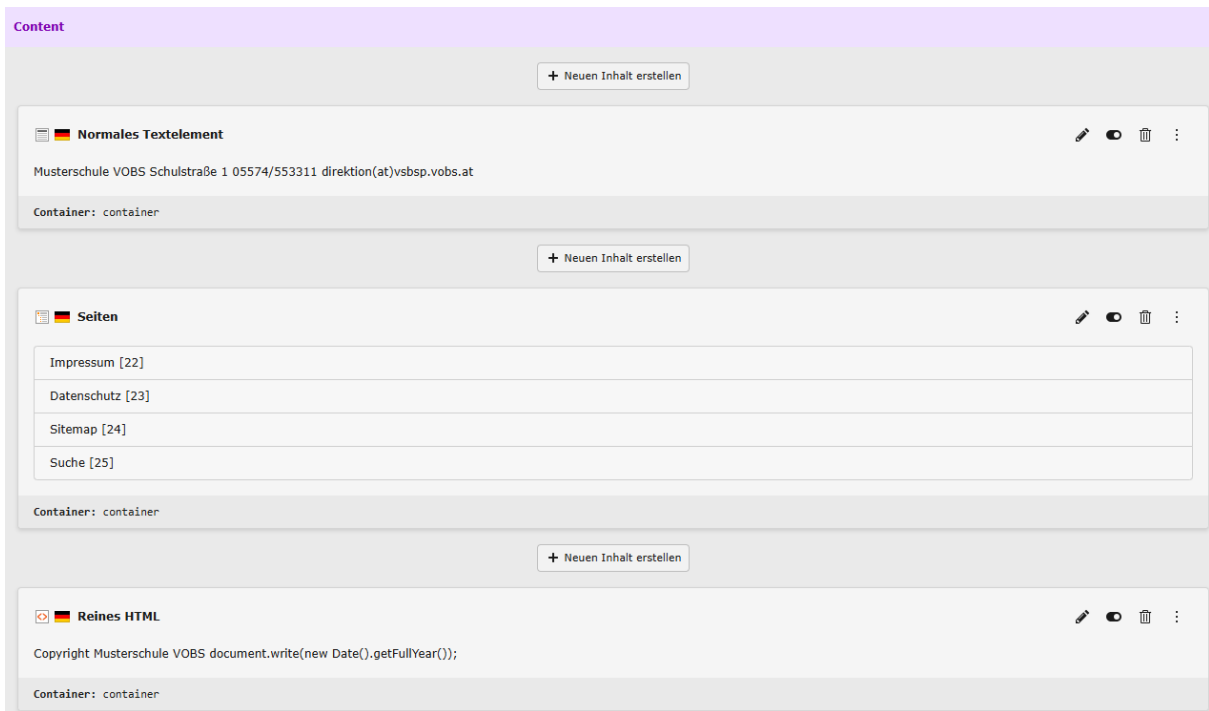 Content
+ Neuen Inhalt erstellen
Normales Textelement
Musterschule VOBS Schulstraße 1 05574/553311 direktion(at)vsbsp.vobs.at
Container: container
+ Neuen Inhalt erstellen
Seiten
Impressum [22]
Datenschutz [23]
Sitemap [24]
Suche [25]
Container: container
+ Neuen Inhalt erstellen
Reines HTML
Copyright Musterschule VOBS document.write(new Date().getFullYear());
Container: container